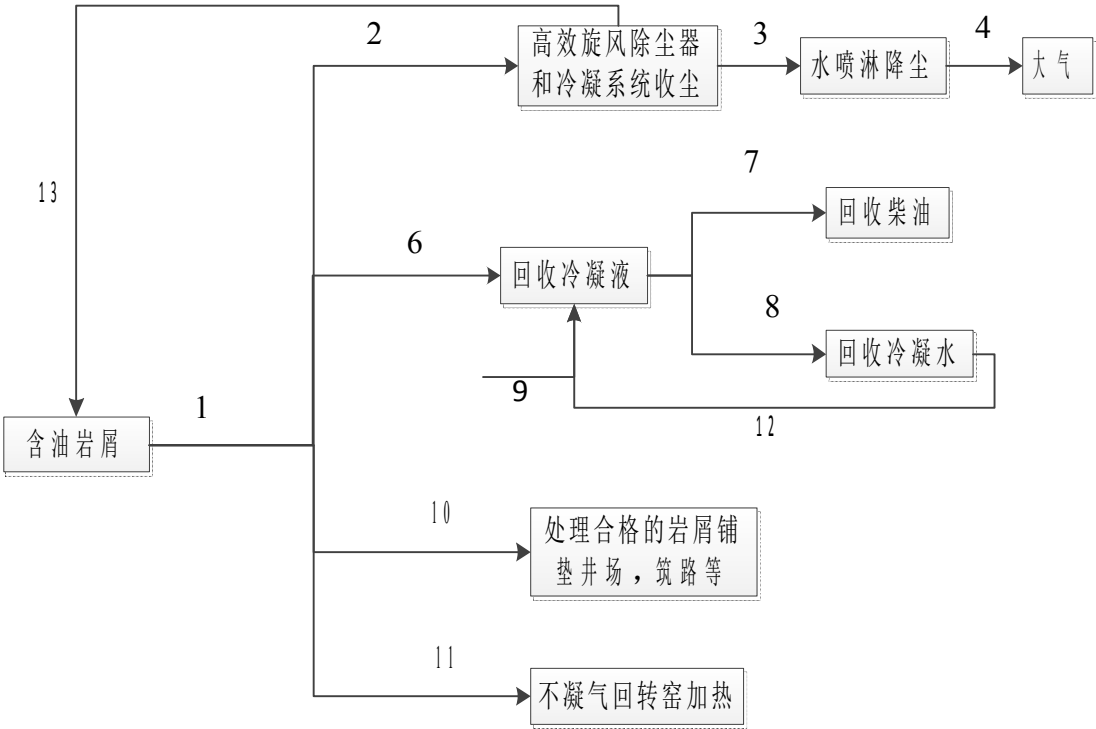 2
高效旋风除尘器
和冷凝系统收尘
3
水喷淋降尘
4
大气
13
7
回收柴油
6
回收冷凝液
8
回收冷凝水
9
12
1
含油岩屑
10
处理合格的岩屑铺
垫井场，筑路等
11
不凝气回转窑加热